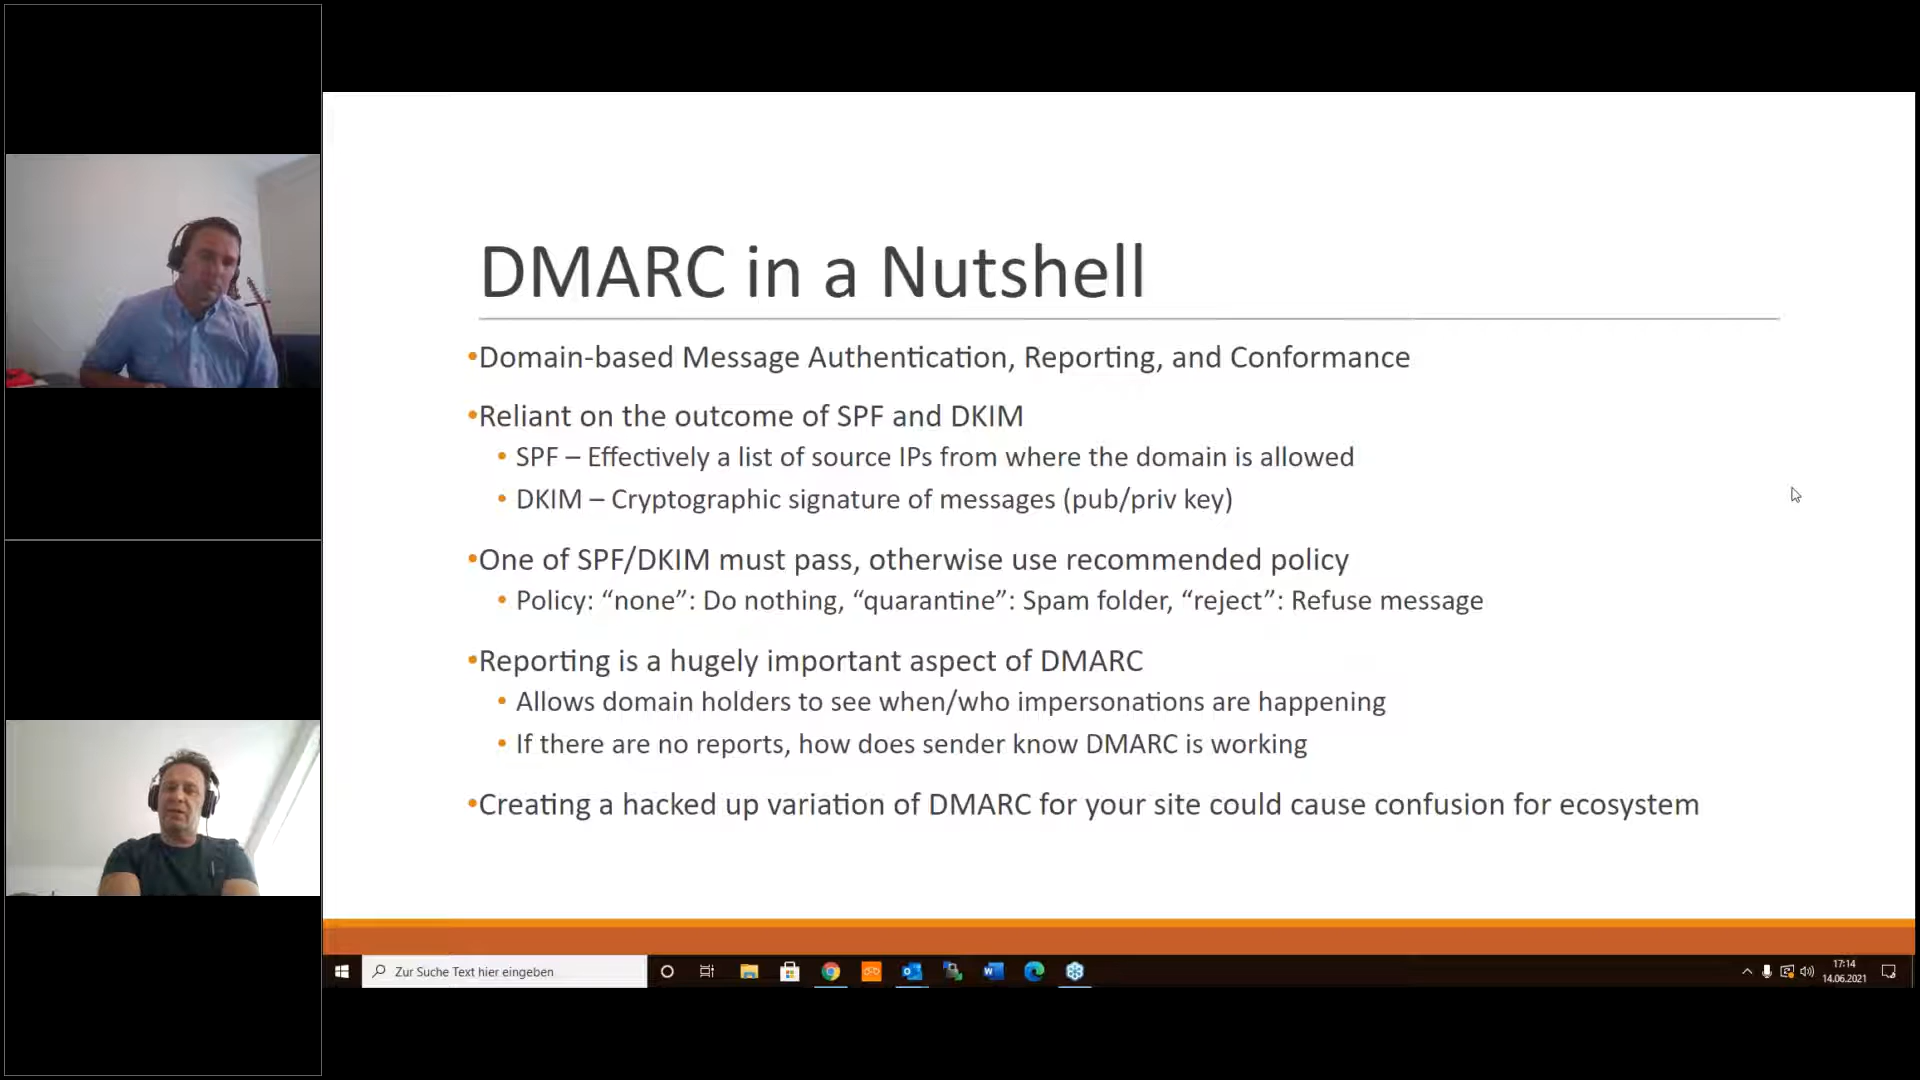 DMARC in a Nutshell
•Domain-based Message Authentication, Reporting, and Conformance
•Reliant on the outcome of SPF and DKIM
• SPF – Effectively a list of source IPs from where the domain is allowed
• DKIM – Cryptographic signature of messages (pub/priv key)
•One of SPF/DKIM must pass, otherwise use recommended policy
• Policy: “none”: Do nothing, “quarantine”: Spam folder, “reject”: Refuse message
•Reporting is a hugely important aspect of DMARC
• Allows domain holders to see when/who impersonations are happening
• If there are no reports, how does sender know DMARC is working
•Creating a hacked up variation of DMARC for your site could cause confusion for ecosystem
Zur Suche Text hier eingeben
17:14
14.06.2021